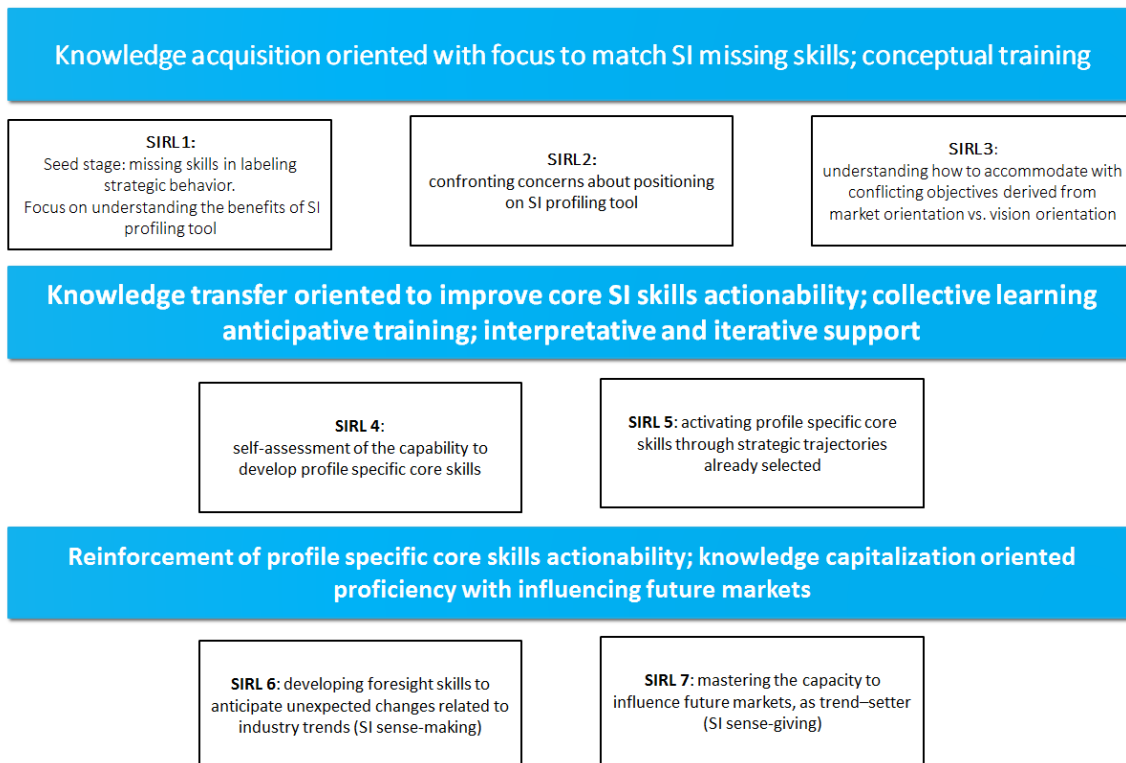 Knowledge acquisition oriented with focus to match SI missing skills; conceptual training
SIRL1:
Seed stage: missing skills in labeling
strategic behavior.
Focus on understanding the benefits of SI
profiling tool
SIRL2:
confronting concerns about positioning
on SI profiling tool
SIRL3:
understanding how to accommodate with
conflicting objectives derived from
market orientation vs. vision orientation
Knowledge transfer oriented to improve core SI skills actionability; collective learning
anticipative training; interpretative and iterative support
SIRL 4:
self-assessment of the capability to
develop profile specific core skills
SIRL 5: activating profile specific core
skills through strategic trajectories
already selected
Reinforcement of profile specific core skills actionability; knowledge capitalization oriented
proficiency with influencing future markets
SIRL 6: developing foresight skills to
anticipate unexpected changes related to
industry trends (SI sense-making)
SIRL 7: mastering the capacity to
influence future markets, as trend–setter
(SI sense-giving)